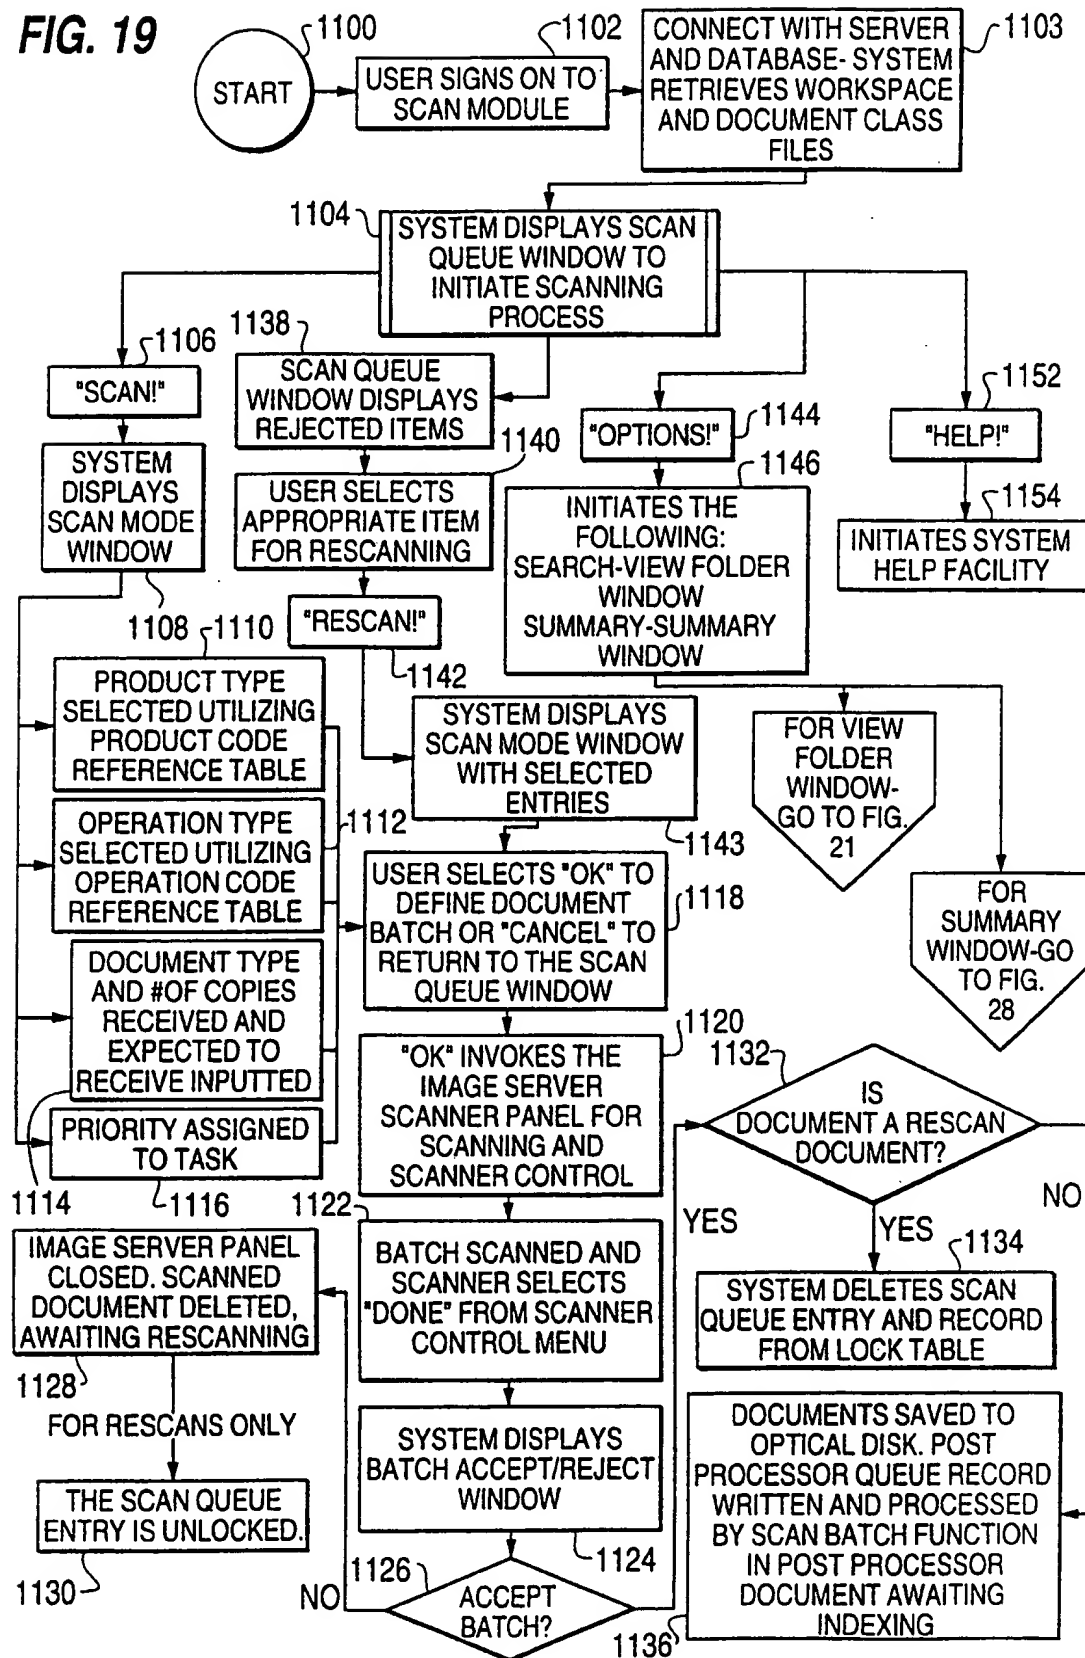 FIG. 19
1100
START
1102
USER SIGNS ON TO
SCAN MODULE
1103
CONNECT WITH SERVER
AND DATABASE- SYSTEM
RETRIEVES WORKSPACE
AND DOCUMENT CLASS
FILES
1104
SYSTEM DISPLAYS SCAN
QUEUE WINDOW TO
INITIATE SCANNING
PROCESS
1106
"SCAN!"
SYSTEM
DISPLAYS
SCAN MODE
WINDOW
1108
1138
SCAN QUEUE
WINDOW DISPLAYS
REJECTED ITEMS
1140
USER SELECTS
APPROPRIATE ITEM
FOR RESCANNING
"RESCAN!"
1142
"OPTIONS!"
1144
1146
INITIATES THE
FOLLOWING:
SEARCH-VIEW FOLDER
WINDOW
SUMMARY-SUMMARY
WINDOW
1152
"HELP!"
1154
INITIATES SYSTEM
HELP FACILITY
1110
PRODUCT TYPE
SELECTED UTILIZING
PRODUCT CODE
REFERENCE TABLE
OPERATION TYPE
SELECTED UTILIZING
OPERATION CODE
REFERENCE TABLE
1112
DOCUMENT TYPE
AND #OF COPIES
RECEIVED AND
EXPECTED TO
RECEIVE INPUTTED
1114
PRIORITY ASSIGNED
TO TASK
1116
SYSTEM DISPLAYS
SCAN MODE WINDOW
WITH SELECTED
ENTRIES
1143
FOR VIEW
FOLDER
WINDOW-
GO TO FIG.
21
FOR
SUMMARY
WINDOW-GO
TO FIG.
28
USER SELECTS "OK" TO
DEFINE DOCUMENT
BATCH OR "CANCEL" TO
RETURN TO THE SCAN
QUEUE WINDOW
1118
1120
"OK" INVOKES THE
IMAGE SERVER
SCANNER PANEL FOR
SCANNING AND
SCANNER CONTROL
1122
BATCH SCANNED AND
SCANNER SELECTS
"DONE" FROM SCANNER
CONTROL MENU
SYSTEM DISPLAYS
BATCH ACCEPT/REJECT
WINDOW
1124
1126
ACCEPT
BATCH?
NO
YES
IMAGE SERVER PANEL
CLOSED. SCANNED
DOCUMENT DELETED,
AWAITING RESCANNING
1128
FOR RESCANS ONLY
THE SCAN QUEUE
ENTRY IS UNLOCKED.
1130
1132
IS
DOCUMENT A RESCAN
DOCUMENT?
NO
YES
1134
SYSTEM DELETES SCAN
QUEUE ENTRY AND RECORD
FROM LOCK TABLE
DOCUMENTS SAVED TO
OPTICAL DISK. POST
PROCESSOR QUEUE RECORD
WRITTEN AND PROCESSED
BY SCAN BATCH FUNCTION
IN POST PROCESSOR
DOCUMENT AWAITING
INDEXING
1136